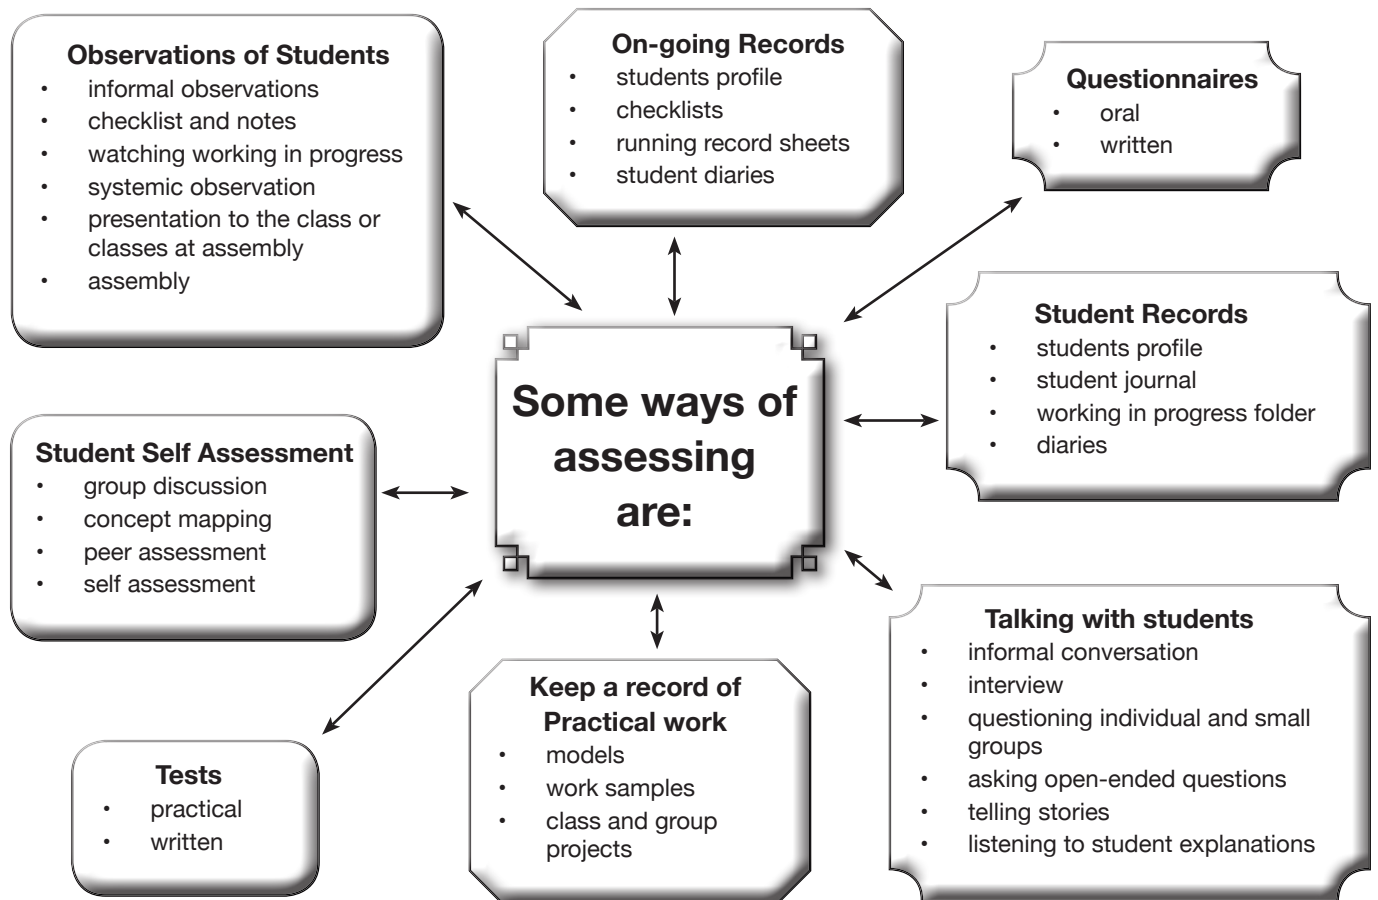 Observations of Students
• informal observations
• checklist and notes
• watching working in progress
• systemic observation
• presentation to the class or
classes at assembly
• assembly
On-going Records
• students profile
• checklists
• running record sheets
• student diaries
Questionnaires
• oral
• written
Student Records
• students profile
• student journal
• working in progress folder
• diaries
Some ways of
assessing
are:
Student Self Assessment
• group discussion
• concept mapping
• peer assessment
• self assessment
Talking with students
• informal conversation
• interview
• questioning individual and small
groups
• asking open-ended questions
• telling stories
• listening to student explanations
Keep a record of
Practical work
• models
• work samples
• class and group
projects
Tests
• practical
• written